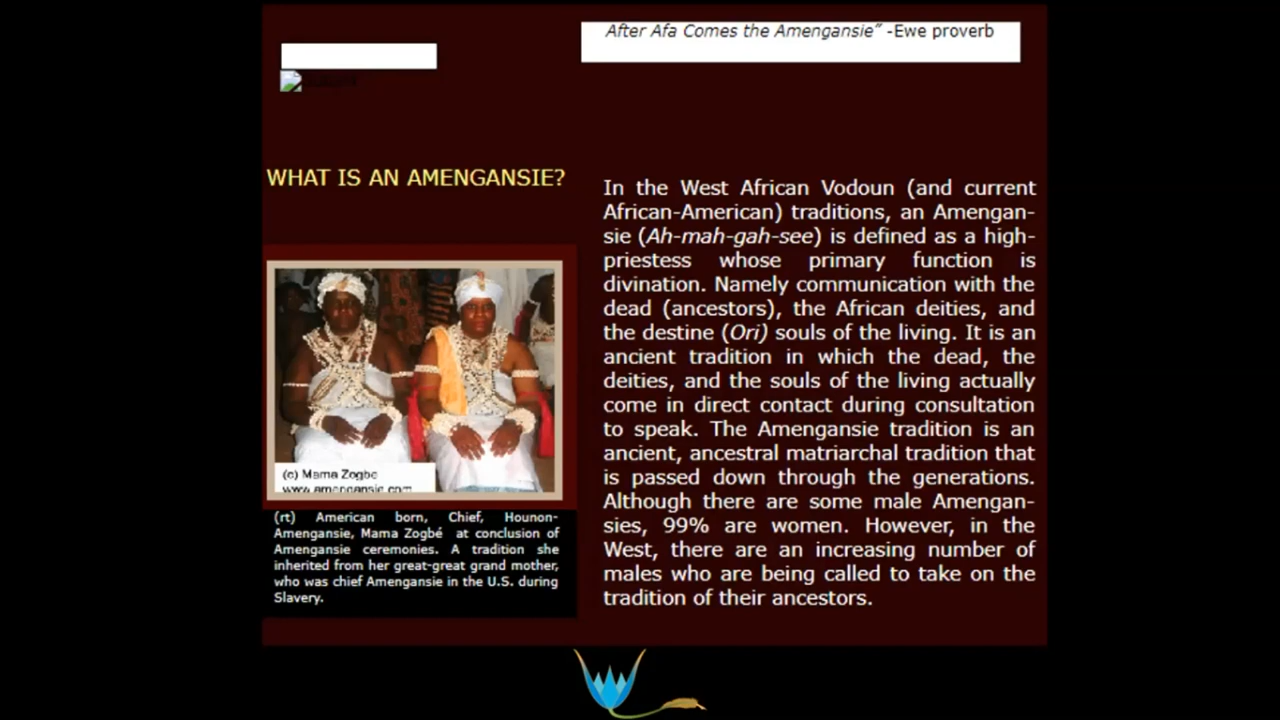 After Afa Comes the Amengansie" -Ewe proverb
WHAT IS AN AMENGANSIE?
(c) Mama Zogbe
www.amengansie.com
(rt) American born, Chief, Hounon-
Amengansie, Mama Zogbé at conclusion of
Amengansie ceremonies. A tradition she
inherited from her great-great grand mother,
who was chief Amengansie in the U.S. during
Slavery.
In the West African Vodoun (and current
African-American) traditions, an Amengan-
sie (Ah-mah-gah-see) is defined as a high-
priestess whose primary function is
divination. Namely communication with the
dead (ancestors), the African deities, and
the destine (Ori) souls of the living. It is an
ancient tradition in which the dead, the
deities, and the souls of the living actually
come in direct contact during consultation
to speak. The Amengansie tradition is an
ancient, ancestral matriarchal tradition that
is passed down through the generations.
Although there are some male Amengan-
sies, 99% are women. However, in the
West, there are an increasing number of
males who are being called to take on the
tradition of their ancestors.